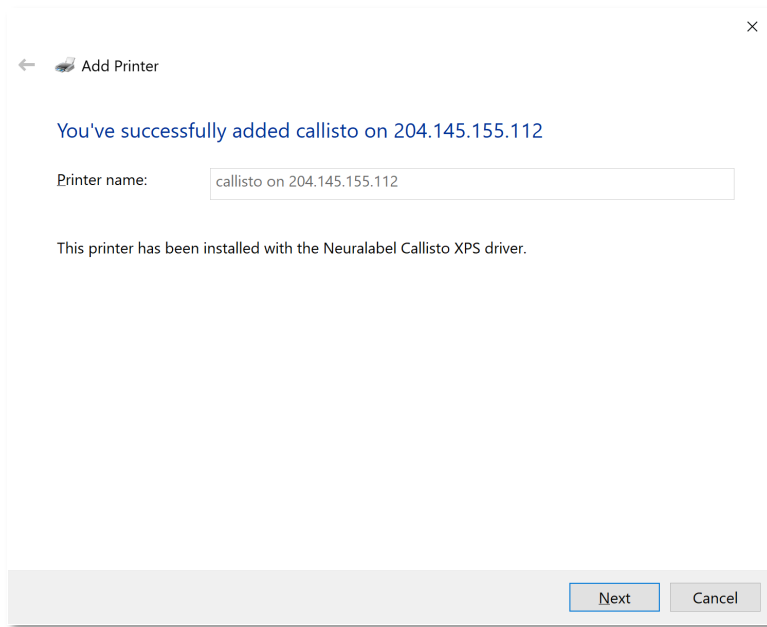 Add Printer
You've successfully added callisto on 204.145.155.112
Printer name:
callisto on 204.145.155.112
This printer has been installed with the Neuralabel Callisto XPS driver.
Next
Cancel